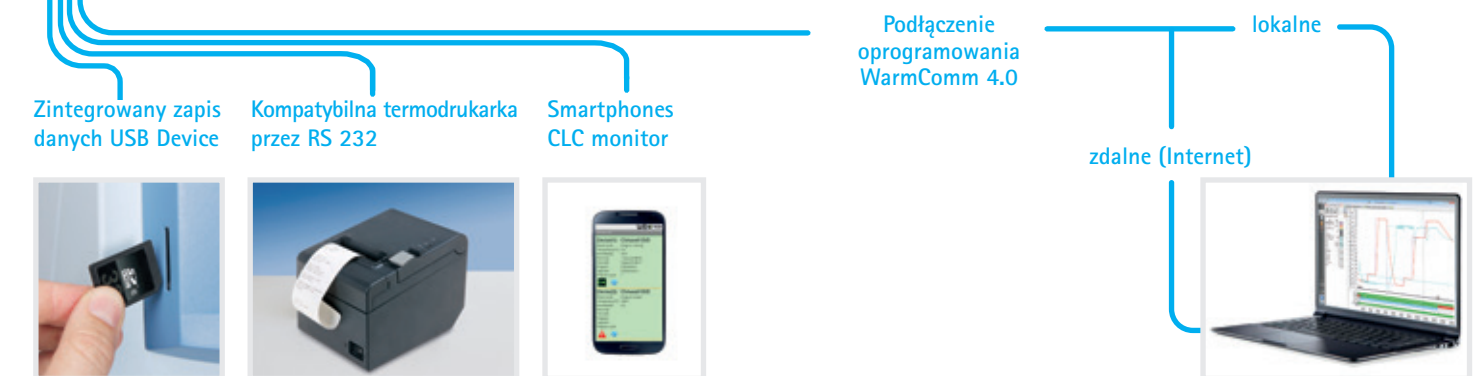 Podłączenie
oprogramowania
WarmComm 4.0
lokalne
Zintegrowany zapis
danych USB Device
Kompatybilna termodrukarka
przez RS 232
Smartphones
CLC monitor
zdalne (Internet)